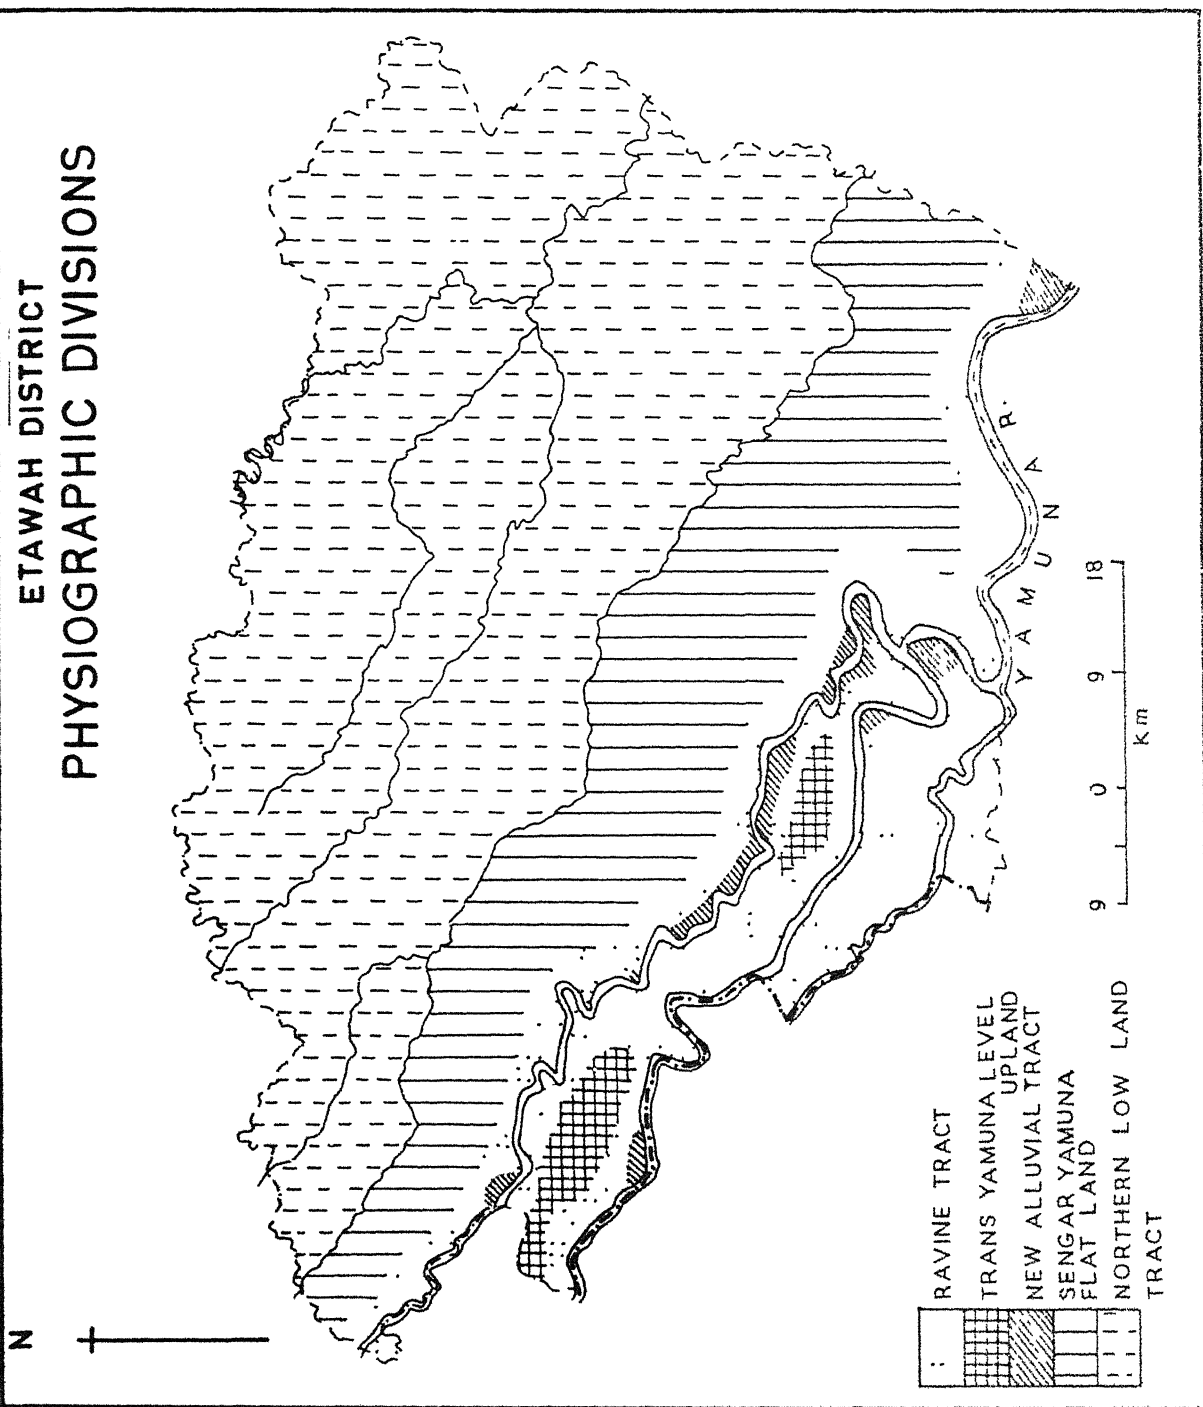 ETAWAH DISTRICT
PHYSIOGRAPHIC DIVISIONS
N
YAMUNA R.
9 0 9 18
km
RAVINE TRACT
TRANS YAMUNA LEVEL
UPLAND
NEW ALLUVIAL TRACT
SENGAR YAMUNA
FLAT LAND
NORTHERN LOW LAND
TRACT